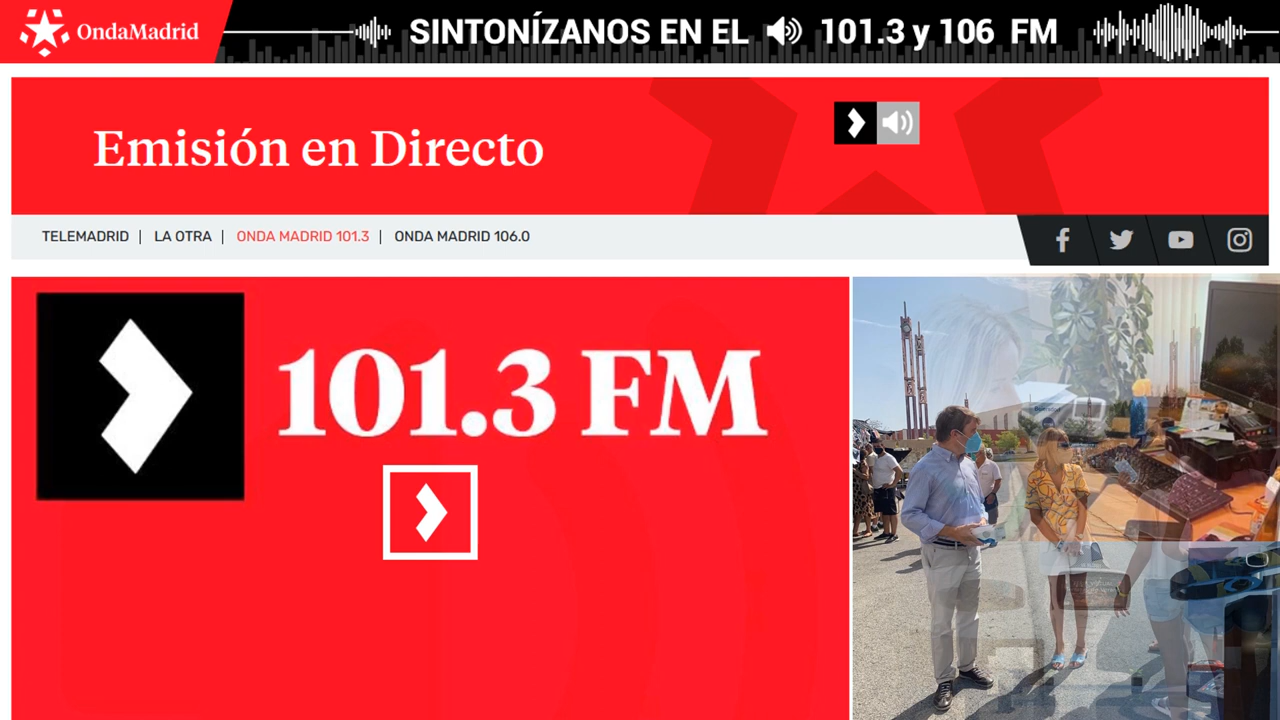 OndaMadrid
SINTONÍZANOS EN EL 101.3 y 106 FM
Emisión en Directo
TELEMADRID | LA OTRA | ONDA MADRID 101.3 | ONDA MADRID 106.0
101.3 FM